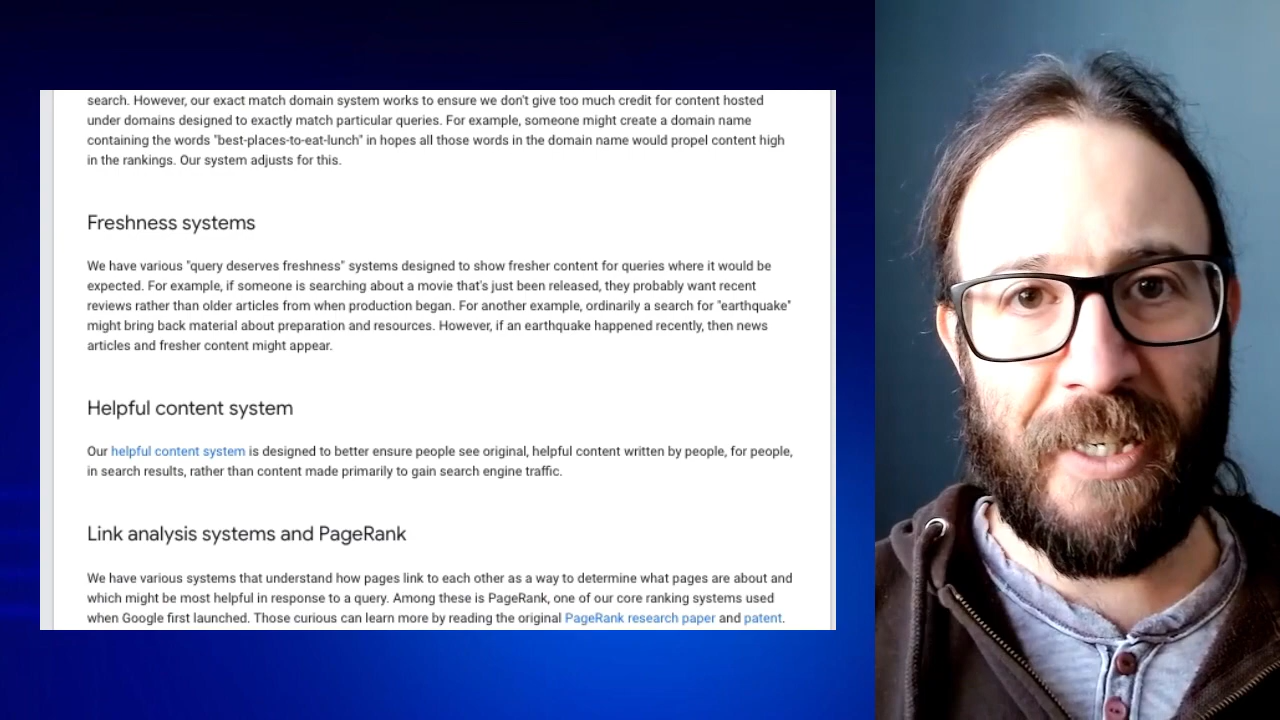 search. However, our exact match domain system works to ensure we don't give too much credit for content hosted
under domains designed to exactly match particular queries. For example, someone might create a domain name
containing the words "best-places-to-eat-lunch" in hopes all those words in the domain name would propel content high
in the rankings. Our system adjusts for this.
Freshness systems
We have various "query deserves freshness" systems designed to show fresher content for queries where it would be
expected. For example, if someone is searching about a movie that's just been released, they probably want recent
reviews rather than older articles from when production began. For another example, ordinarily a search for "earthquake"
might bring back material about preparation and resources. However, if an earthquake happened recently, then news
articles and fresher content might appear.
Helpful content system
Our helpful content system is designed to better ensure people see original, helpful content written by people, for people,
in search results, rather than content made primarily to gain search engine traffic.
Link analysis systems and PageRank
We have various systems that understand how pages link to each other as a way to determine what pages are about and
which might be most helpful in response to a query. Among these is PageRank, one of our core ranking systems used
when Google first launched. Those curious can learn more by reading the original PageRank research paper and patent.